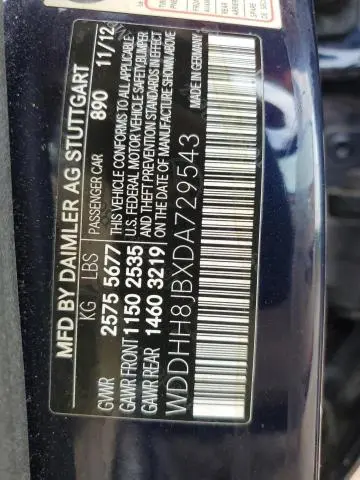 MFD BY DAIMLER AG STUTTGART
KG LBS PASSENGER CAR 890 11/12
GVWR 2575 5677 THIS VEHICLE CONFORMS TO ALL APPLICABLE
U.S. FEDERAL MOTOR VEHICLE SAFETY,BUMPER
GAWR FRONT 1150 2535 AND THEFT PREVENTION STANDARDS IN EFFECT
GAWR REAR 1460 3219 ON THE DATE OF MANUFACTURE SHOWN ABOVE.
WDDHH8JBXDA729543 MADE IN GERMANY